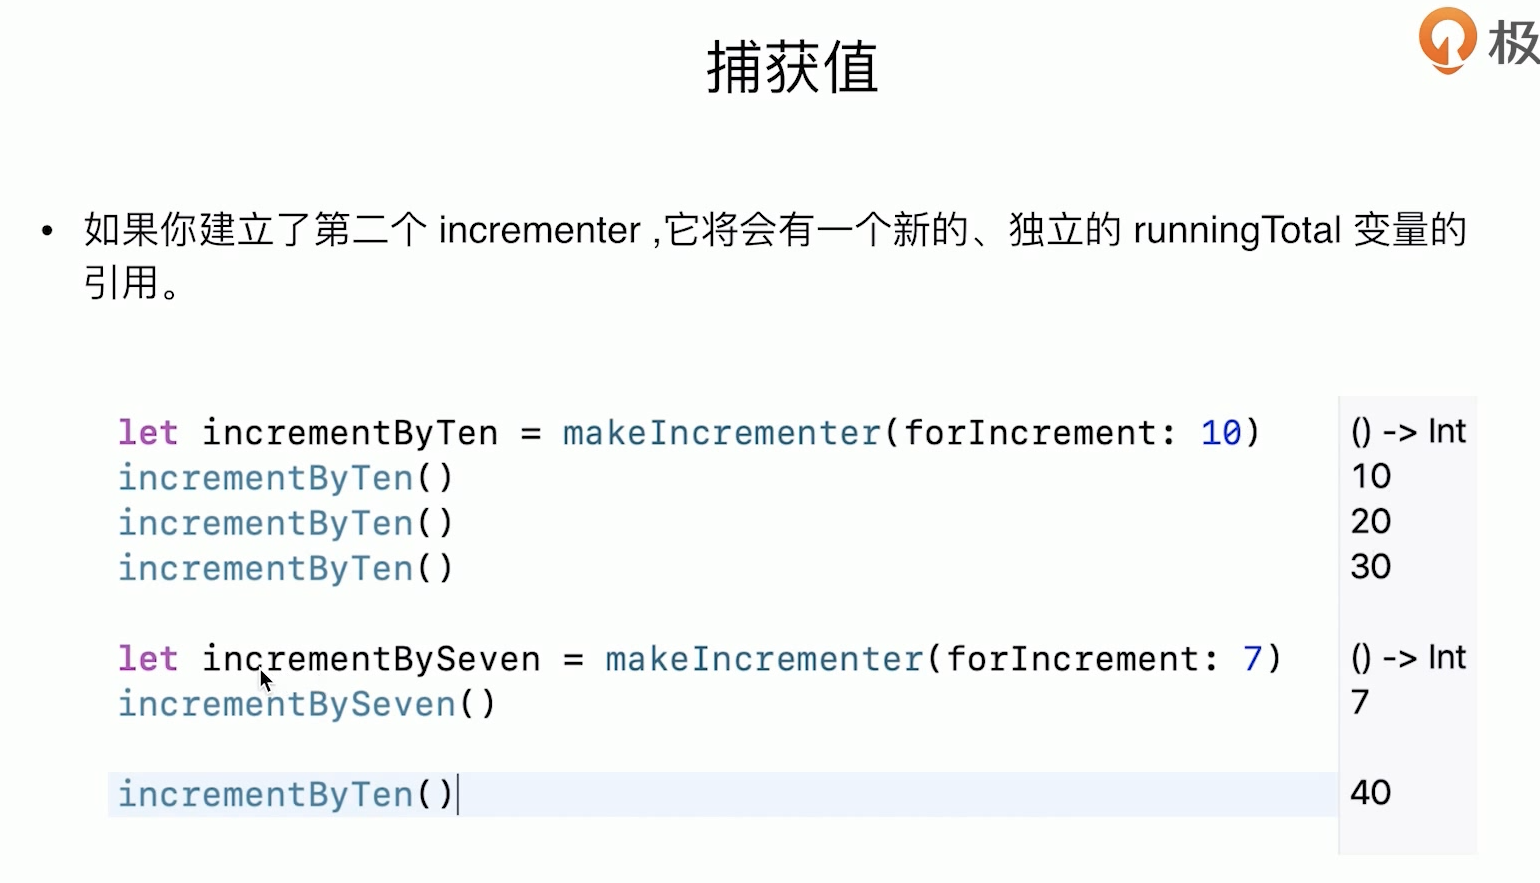 捕获值
极
• 如果你建立了第二个 incrementer ,它将会有一个新的、独立的 runningTotal 变量的
引用。
let incrementByTen = makeIncrementer(forIncrement: 10) () -> Int
incrementByTen() 10
incrementByTen() 20
incrementByTen() 30
let incrementBySeven = makeIncrementer(forIncrement: 7) () -> Int
incrementBySeven() 7
incrementByTen() 40